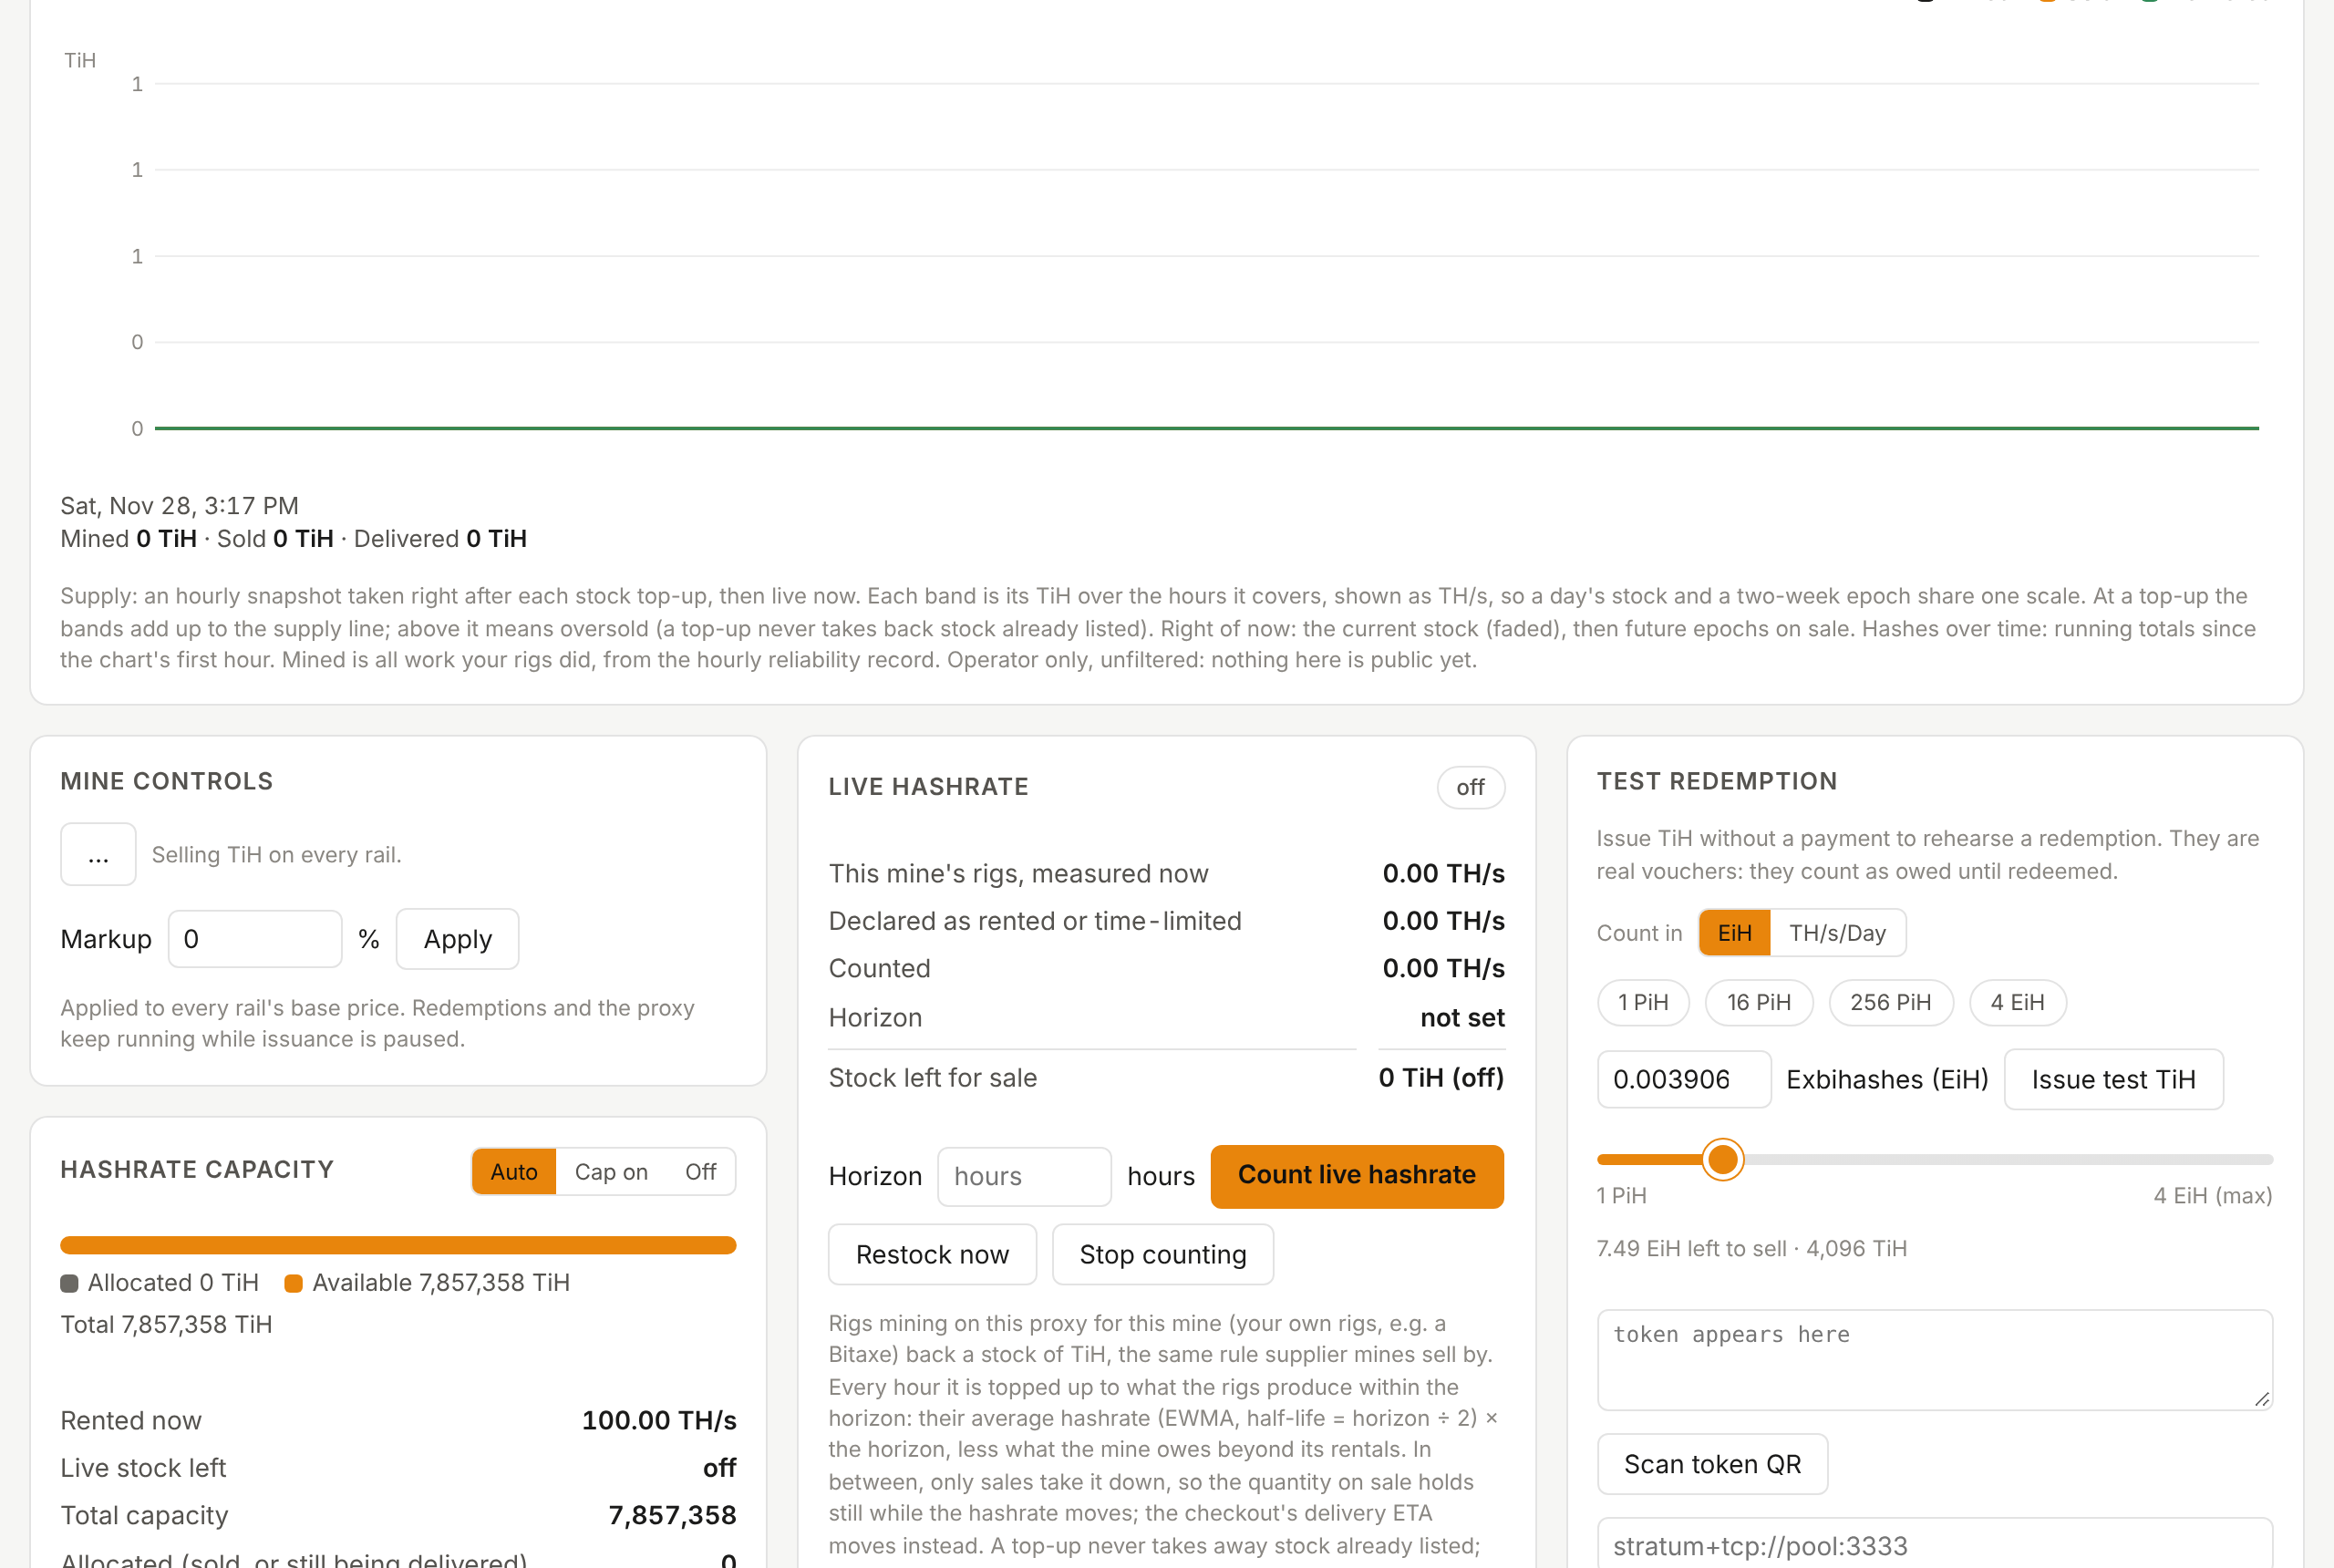 TiH
1
1
1
0
0
Sat, Nov 28, 3:17 PM
Mined 0 TiH · Sold 0 TiH · Delivered 0 TiH
Supply: an hourly snapshot taken right after each stock top-up, then live now. Each band is its TiH over the hours it covers, shown as TH/s, so a day's stock and a two-week epoch share one scale. At a top-up the
bands add up to the supply line; above it means oversold (a top-up never takes back stock already listed). Right of now: the current stock (faded), then future epochs on sale. Hashes over time: running totals since
the chart's first hour. Mined is all work your rigs did, from the hourly reliability record. Operator only, unfiltered: nothing here is public yet.
MINE CONTROLS
... Selling TiH on every rail.
Markup 0 % Apply
Applied to every rail's base price. Redemptions and the proxy
keep running while issuance is paused.
HASHRATE CAPACITY Auto Cap on Off
Allocated 0 TiH Available 7,857,358 TiH
Total 7,857,358 TiH
Rented now 100.00 TH/s
Live stock left off
Total capacity 7,857,358
Allocated (sold, or still being delivered) 0
LIVE HASHRATE off
This mine's rigs, measured now 0.00 TH/s
Declared as rented or time-limited 0.00 TH/s
Counted 0.00 TH/s
Horizon not set
Stock left for sale 0 TiH (off)
Horizon hours hours Count live hashrate
Restock now Stop counting
Rigs mining on this proxy for this mine (your own rigs, e.g. a
Bitaxe) back a stock of TiH, the same rule supplier mines sell by.
Every hour it is topped up to what the rigs produce within the
horizon: their average hashrate (EWMA, half-life = horizon ÷ 2) ×
the horizon, less what the mine owes beyond its rentals. In
between, only sales take it down, so the quantity on sale holds
still while the hashrate moves; the checkout's delivery ETA
moves instead. A top-up never takes away stock already listed;
TEST REDEMPTION
Issue TiH without a payment to rehearse a redemption. They are
real vouchers: they count as owed until redeemed.
Count in EiH TH/s/Day
1 PiH 16 PiH 256 PiH 4 EiH
0.003906 Exbihashes (EiH) Issue test TiH
1 PiH 4 EiH (max)
7.49 EiH left to sell · 4,096 TiH
token appears here
Scan token QR
stratum+tcp://pool:3333